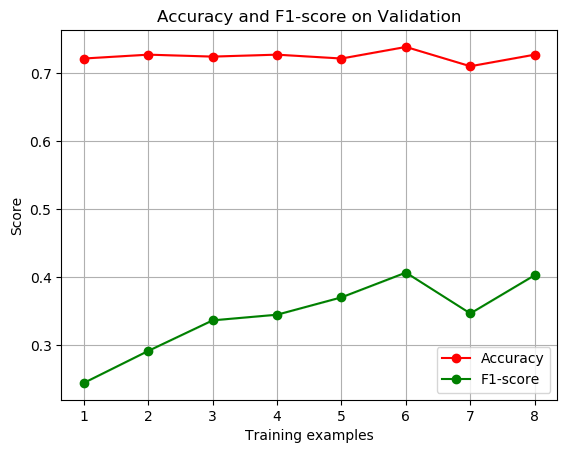 Accuracy and F1-score on Validation
Score
0.7
0.6
0.5
0.4
0.3
Accuracy
F1-score
1 2 3 4 5 6 7 8
Training examples